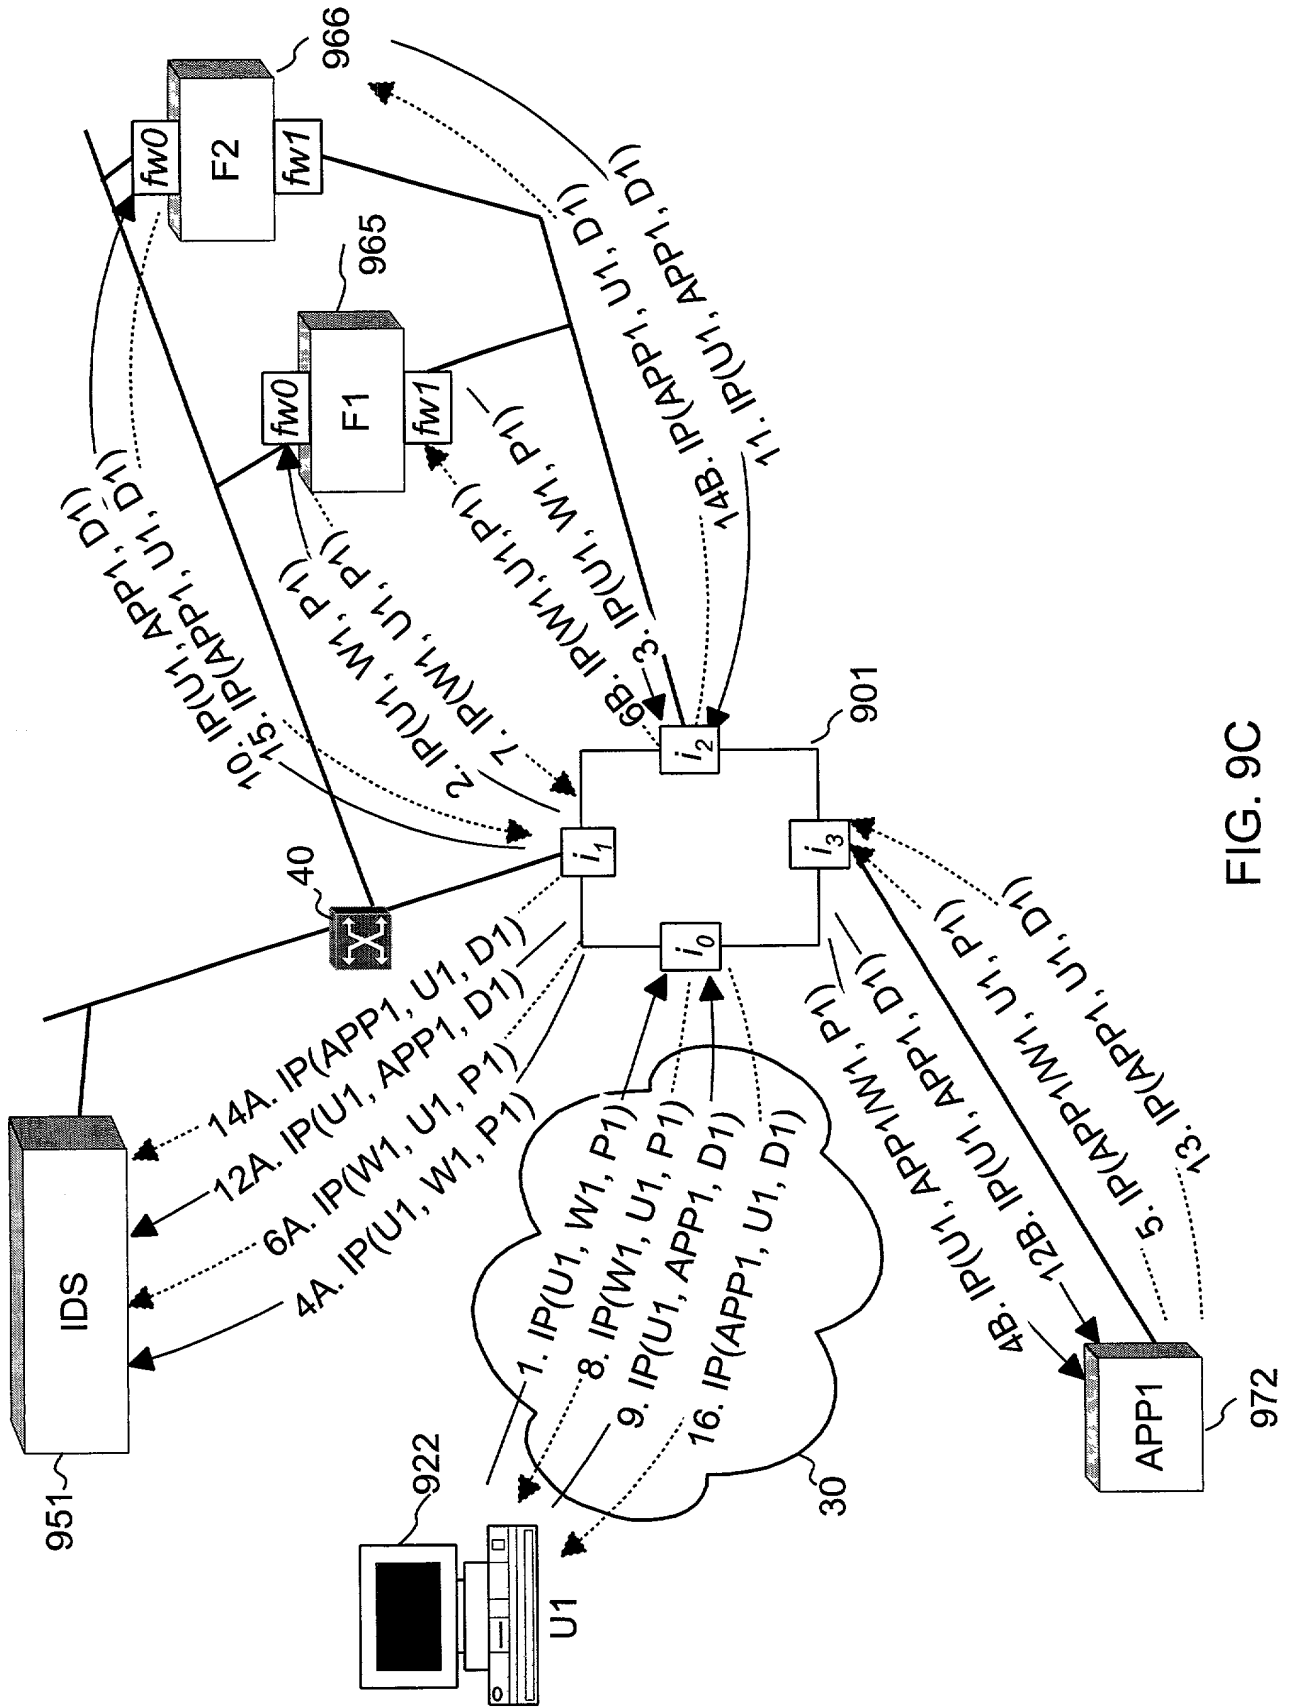 951
IDS
14A. IP(APP1, U1, D1)
12A. IP(U1, APP1, D1)
6A. IP(W1, U1, P1)
4A. IP(U1, W1, P1)
40
10. IP(U1, APP1, D1)
15. IP(APP1, U1, D1)
2. IP(U1, W1, P1)
7. IP(W1, U1, P1)
fw0
F2
fw1
966
fw0
F1
fw1
965
6B. IP(W1,U1,P1)
3. IP(U1, W1, P1)
14B. IP(APP1, U1, D1)
11. IP(U1, APP1, D1)
922
U1
1. IP(U1, W1, P1)
8. IP(W1, U1, P1)
9. IP(U1, APP1, D1)
16. IP(APP1, U1, D1)
30
i1
i0
i2
i3
901
4B. IP(U1, APP1/W1, P1)
12B. IP(U1, APP1, D1)
5. IP(APP1/W1, U1, P1)
13. IP(APP1, U1, D1)
APP1
972
FIG. 9C